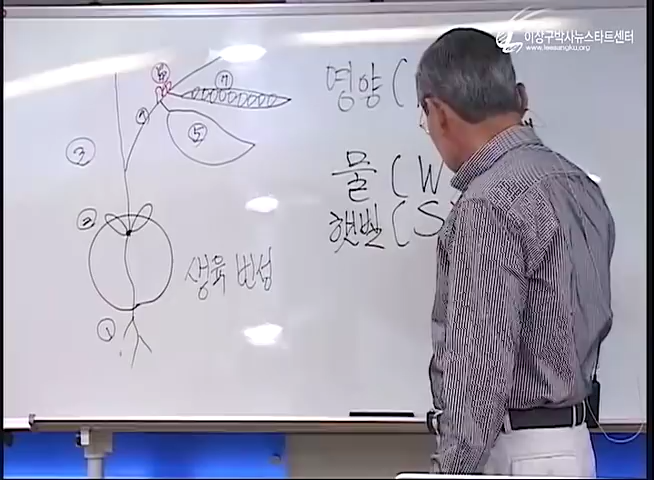 이상구박사뉴스타트센터
www.leesangku.org
영양(
물(W
햇빛(S
생육 번성
⑥
⑦
④
⑤
③
②
①